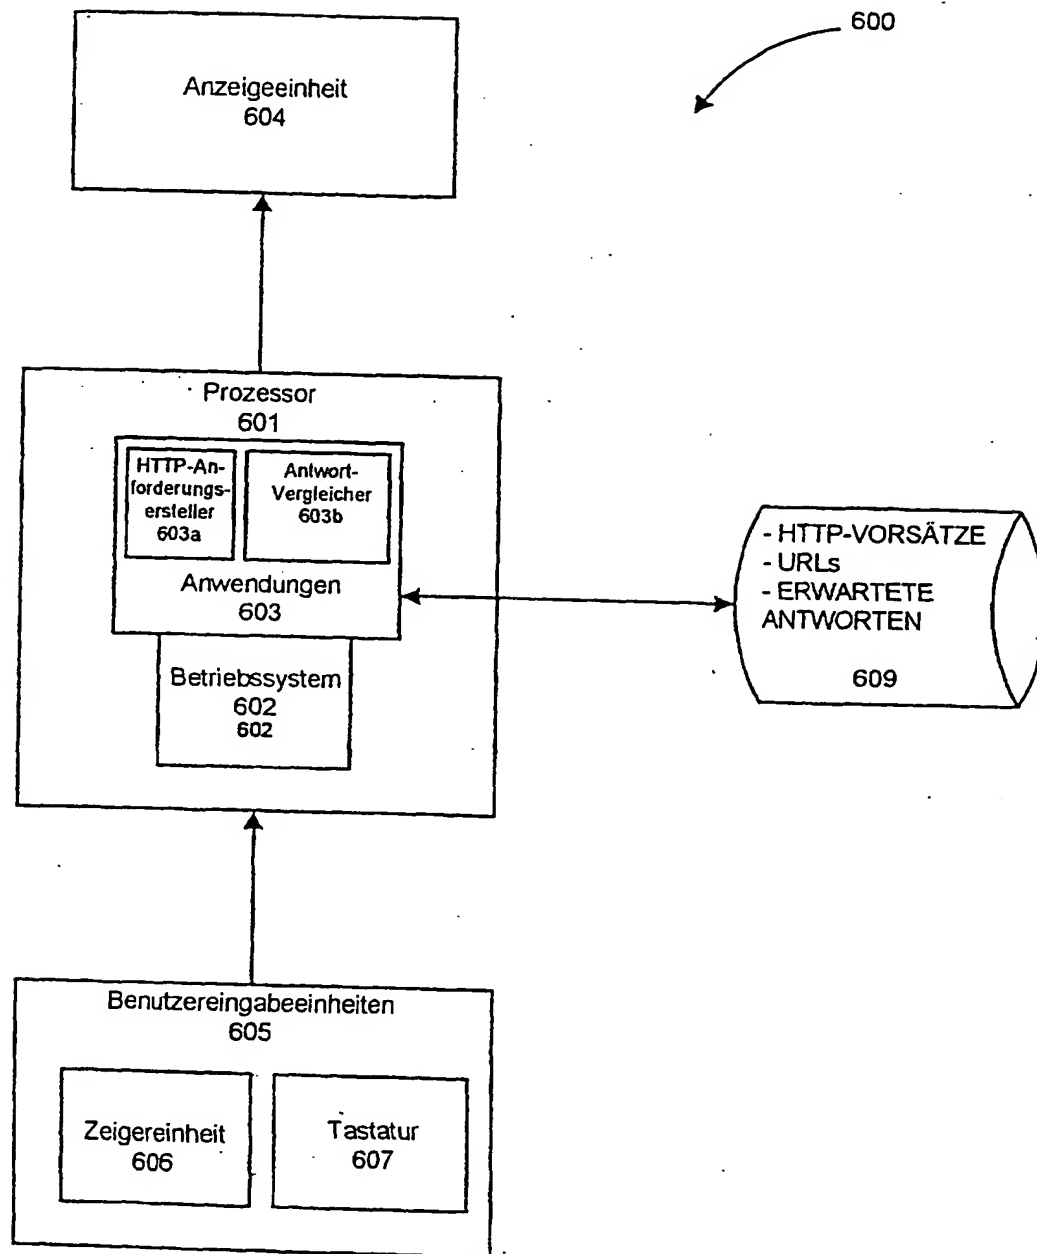 600
Anzeigeeinheit
604
Prozessor
601
HTTP-An-
forderungs-
ersteller
603a
Antwort-
Vergleicher
603b
Anwendungen
603
Betriebssystem
602
602
- HTTP-VORSÄTZE
- URLs
- ERWARTETE
ANTWORTEN
609
Benutzereingabeeinheiten
605
Zeigereinheit
606
Tastatur
607